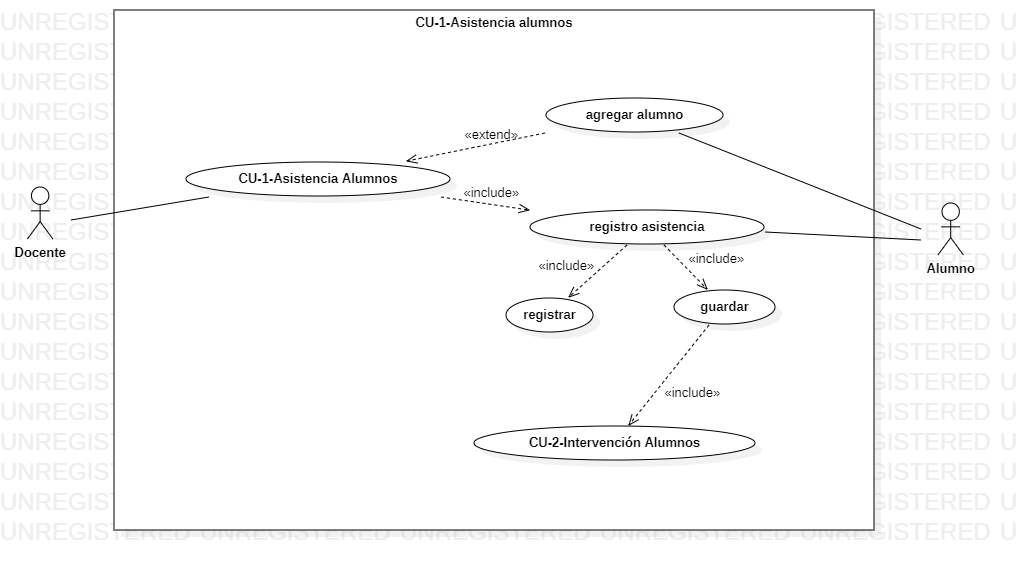 CU-1-Asistencia alumnos
agregar alumno
«extend»
CU-1-Asistencia Alumnos
«include»
registro asistencia
Docente
Alumno
«include»
«include»
registrar
guardar
«include»
CU-2-Intervención Alumnos
UNREGISTERED UNREGISTERED UNREGISTERED UNREGISTERED UNREGISTERED U